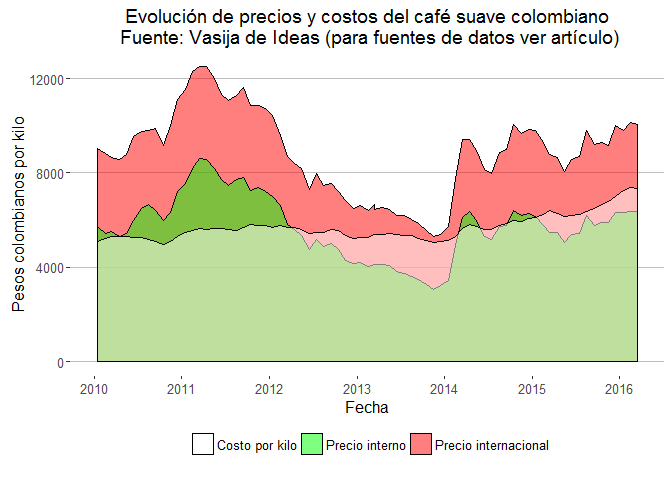 Evolución de precios y costos del café suave colombiano
Fuente: Vasija de Ideas (para fuentes de datos ver artículo)
Pesos colombianos por kilo
12000
8000
4000
0
2010 2011 2012 2013 2014 2015 2016
Fecha
Costo por kilo Precio interno Precio internacional